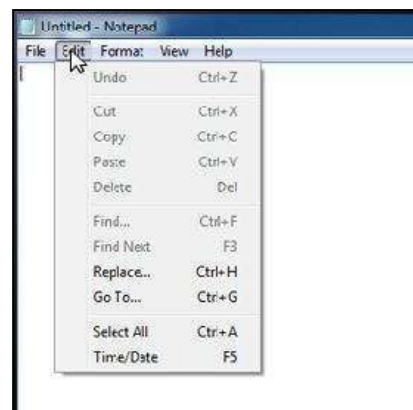 Untitled - Notepad
File Edit Format View Help
Undo Ctrl+Z
Cut Ctrl+X
Copy Ctrl+C
Paste Ctrl+V
Delete Del
Find... Ctrl+F
Find Next F3
Replace... Ctrl+H
Go To... Ctrl+G
Select All Ctrl+A
Time/Date F5